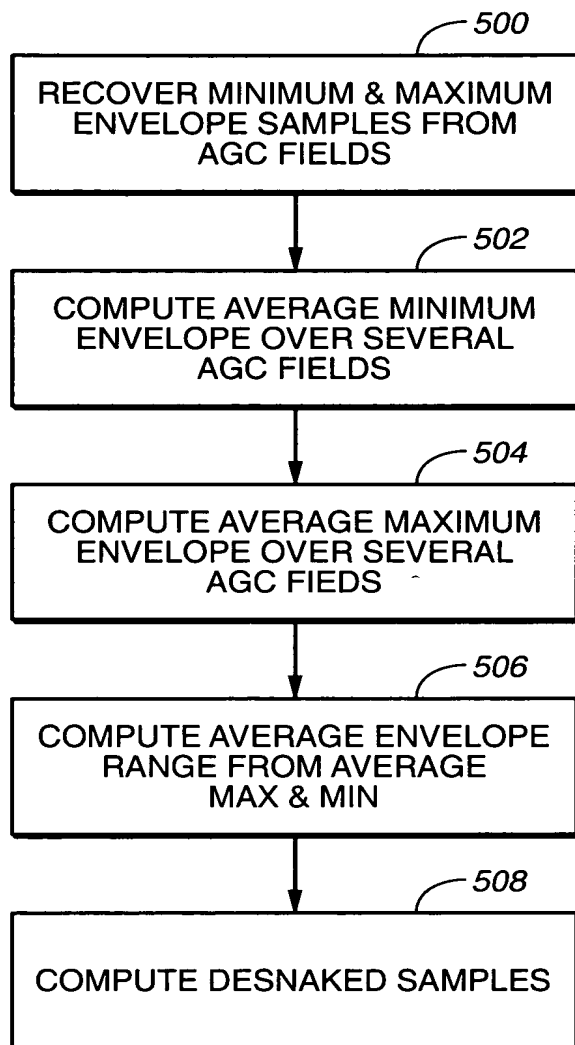 500
RECOVER MINIMUM & MAXIMUM
ENVELOPE SAMPLES FROM
AGC FIELDS
502
COMPUTE AVERAGE MINIMUM
ENVELOPE OVER SEVERAL
AGC FIELDS
504
COMPUTE AVERAGE MAXIMUM
ENVELOPE OVER SEVERAL
AGC FIEDS
506
COMPUTE AVERAGE ENVELOPE
RANGE FROM AVERAGE
MAX & MIN
508
COMPUTE DESNAKED SAMPLES